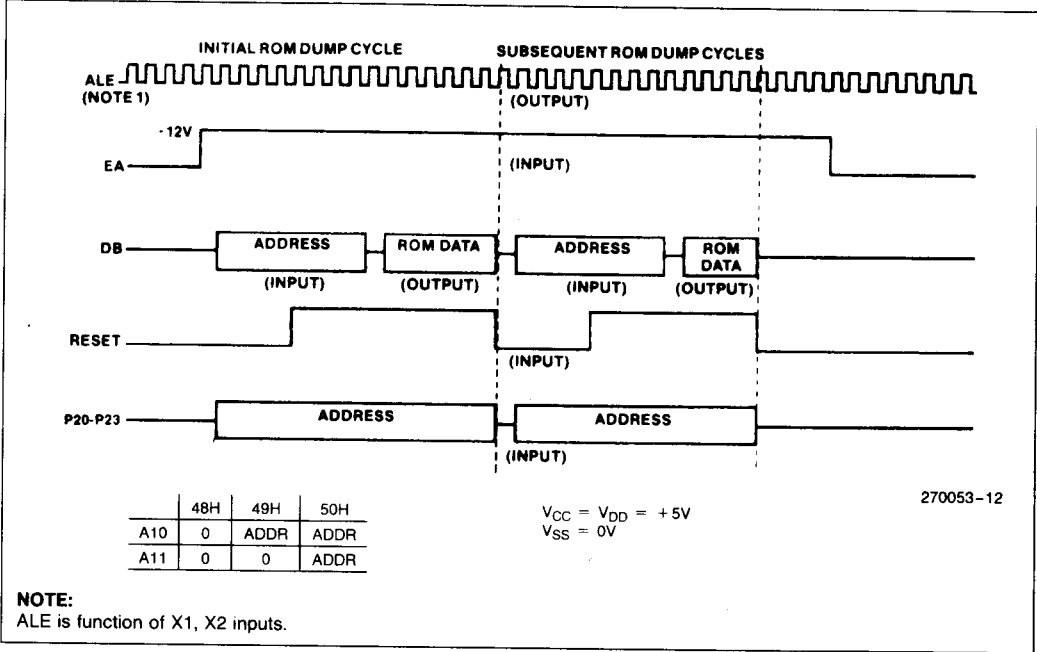 INITIAL ROM DUMP CYCLE
SUBSEQUENT ROM DUMP CYCLES
ALE
(NOTE 1)
(OUTPUT)
-12V
EA
(INPUT)
DB
ADDRESS
ROM DATA
ADDRESS
ROM
DATA
(INPUT)
(OUTPUT)
(INPUT)
(OUTPUT)
RESET
(INPUT)
P20-P23
ADDRESS
ADDRESS
(INPUT)
270053-12
48H 49H 50H
A10 0 ADDR ADDR
A11 0 0 ADDR
VCC = VDD = +5V
VSS = 0V
NOTE:
ALE is function of X1, X2 inputs.